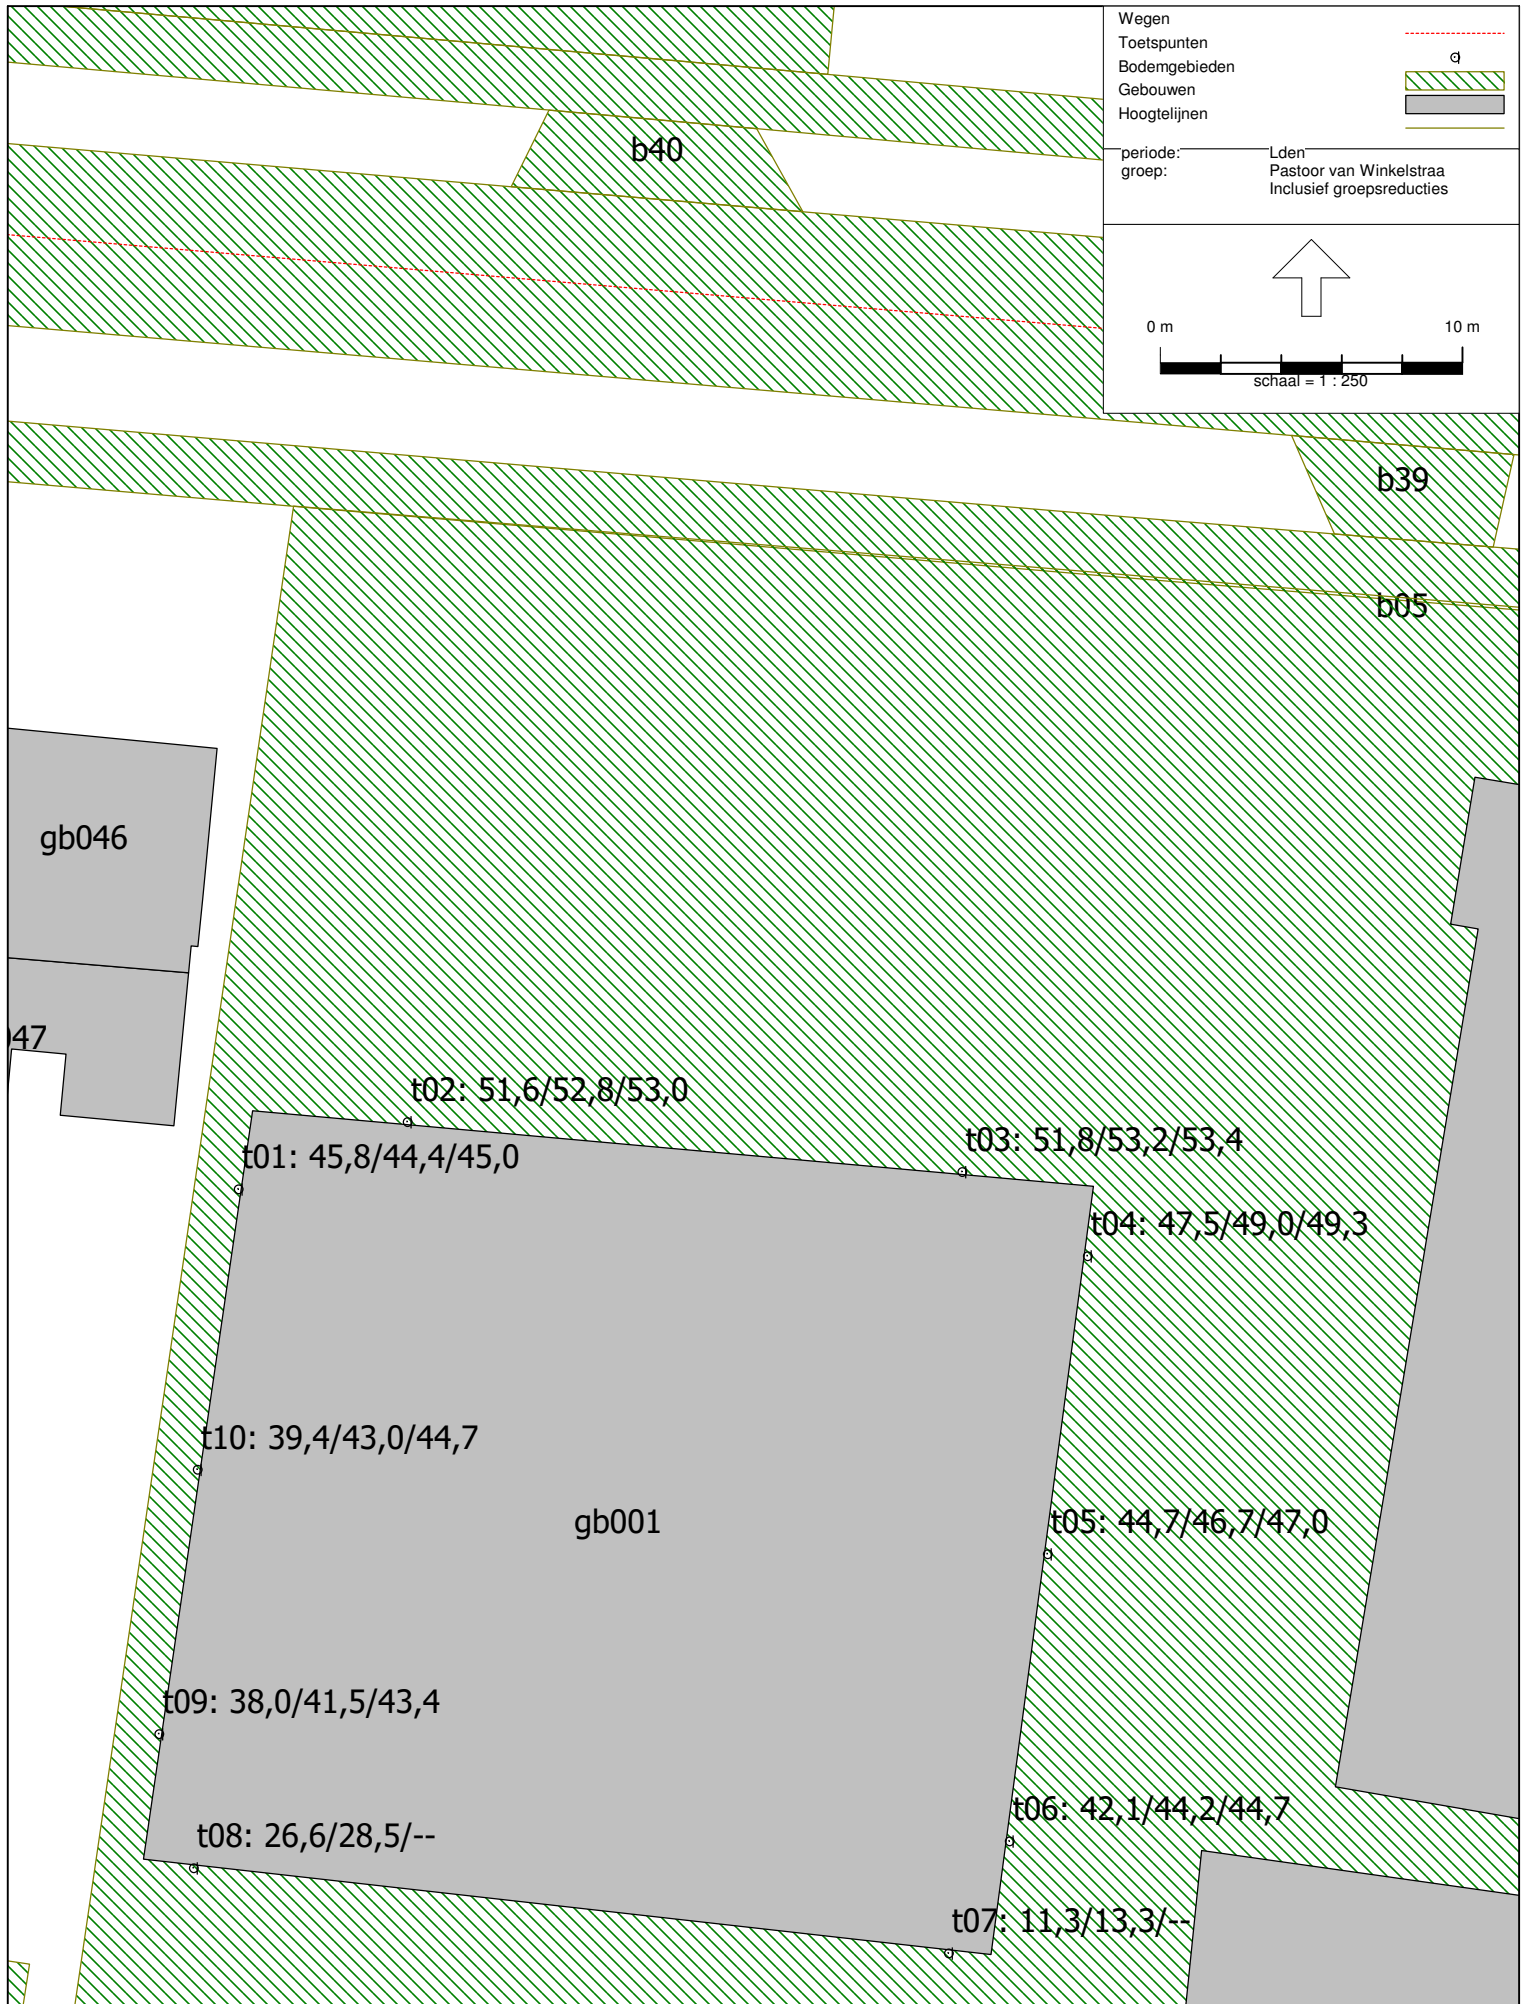 Wegen
Toetspunten
Bodemgebieden
Gebouwen
Hoogtelijnen
periode: Lden
groep: Pastoor van Winkelstraa
Inclusief groepsreducties
0 m 10 m
schaal = 1 : 250
b40
b39
b05
gb046
047
t02: 51,6/52,8/53,0
t03: 51,8/53,2/53,4
t01: 45,8/44,4/45,0
t04: 47,5/49,0/49,3
t10: 39,4/43,0/44,7
gb001
t05: 44,7/46,7/47,0
t09: 38,0/41,5/43,4
t06: 42,1/44,2/44,7
t08: 26,6/28,5/--
t07: 11,3/13,3/--